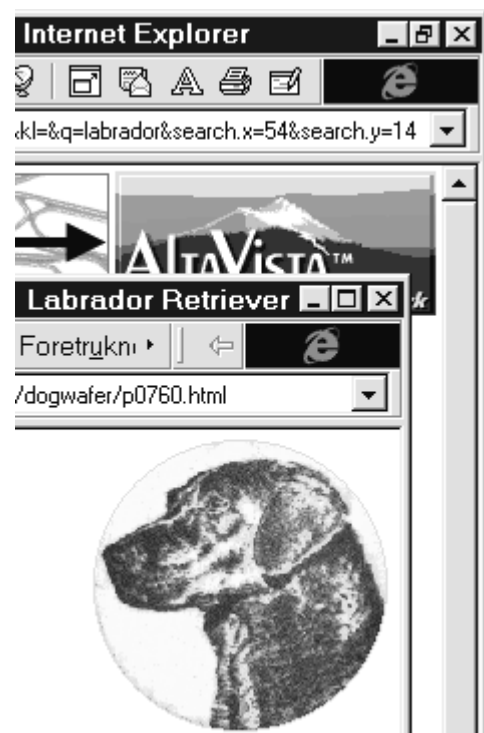 Internet Explorer
&kl=&q=labrador&search.x=54&search.y=14
ALTAVISTA™
Labrador Retriever
Foretrukn
/dogwafer/p0760.html